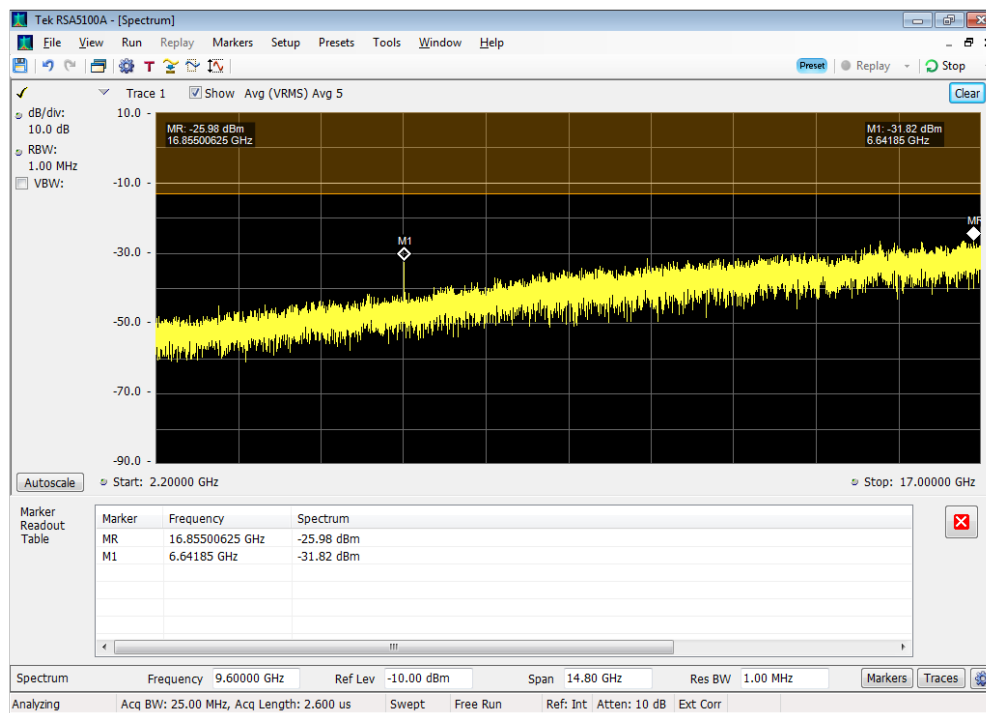 Tek RSA5100A - [Spectrum]
File View Run Replay Markers Setup Presets Tools Window Help
T Preset Replay Stop
Trace 1 Show Avg (VRMS) Avg 5 Clear
dB/div:
10.0 dB
RBW:
1.00 MHz
VBW:
10.0 -
-10.0 -
-30.0 -
-50.0 -
-70.0 -
-90.0 -
MR: -25.98 dBm
16.85500625 GHz
M1: -31.82 dBm
6.64185 GHz
M1
MR
Autoscale Start: 2.20000 GHz Stop: 17.00000 GHz
Marker
Readout
Table
Marker Frequency Spectrum
MR 16.85500625 GHz -25.98 dBm
M1 6.64185 GHz -31.82 dBm
Spectrum Frequency 9.60000 GHz Ref Lev -10.00 dBm Span 14.80 GHz Res BW 1.00 MHz Markers Traces
Analyzing Acq BW: 25.00 MHz, Acq Length: 2.600 us Swept Free Run Ref: Int Atten: 10 dB Ext Corr